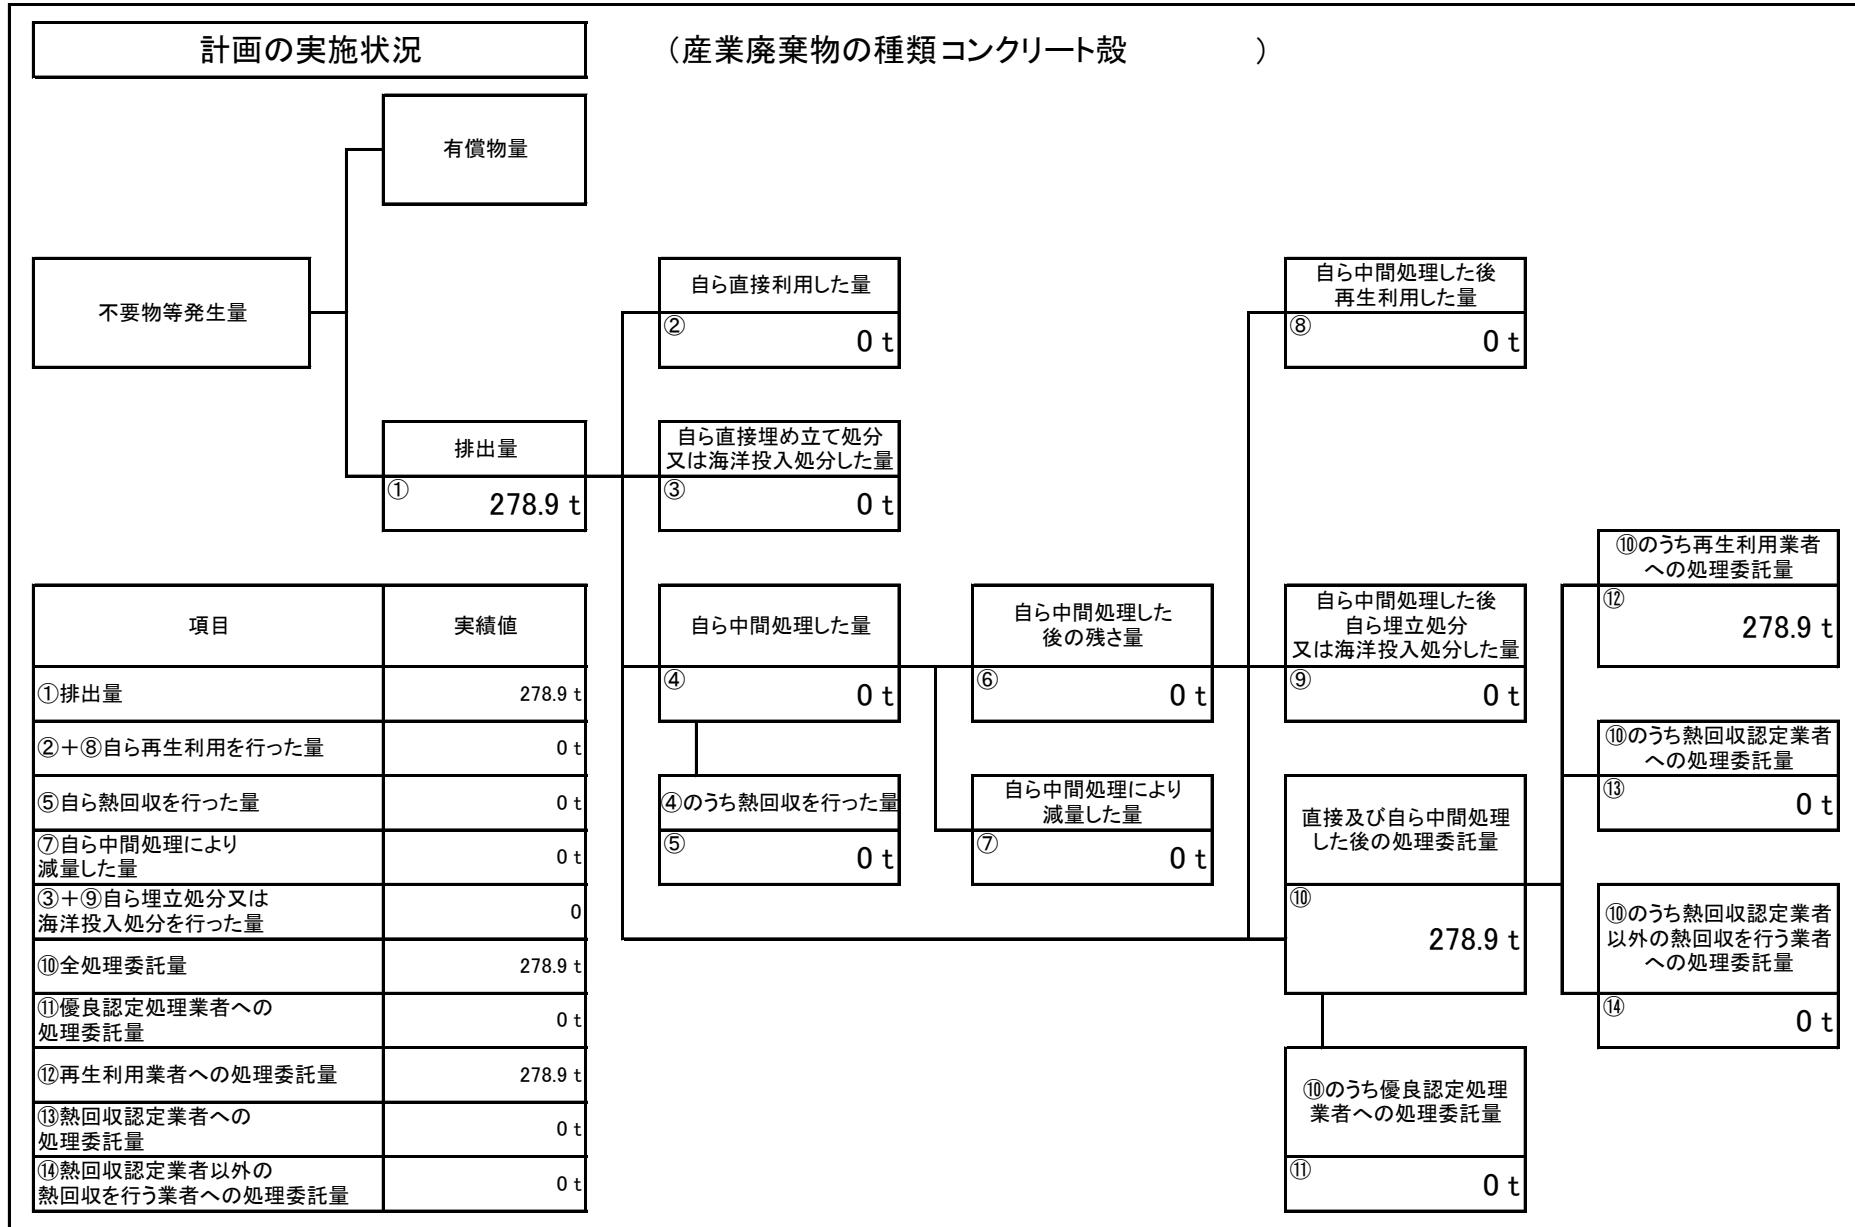 計画の実施状況
（産業廃棄物の種類コンクリート殻　　　　）
有償物量
不要物等発生量
自ら直接利用した量
②
0 t
自ら中間処理した後
再生利用した量
⑧
0 t
排出量
①
278.9 t
自ら直接埋め立て処分
又は海洋投入処分した量
③
0 t
⑩のうち再生利用業者
への処理委託量
⑫
278.9 t
自ら中間処理した量
④
0 t
自ら中間処理した
後の残さ量
⑥
0 t
自ら中間処理した後
自ら埋立処分
又は海洋投入処分した量
⑨
0 t
⑩のうち熱回収認定業者
への処理委託量
⑬
0 t
④のうち熱回収を行った量
⑤
0 t
自ら中間処理により
減量した量
⑦
0 t
直接及び自ら中間処理
した後の処理委託量
⑩
278.9 t
⑩のうち熱回収認定業者
以外の熱回収を行う業者
への処理委託量
⑭
0 t
⑩のうち優良認定処理
業者への処理委託量
⑪
0 t
項目 実績値
①排出量 278.9 t
②＋⑧自ら再生利用を行った量 0 t
⑤自ら熱回収を行った量 0 t
⑦自ら中間処理により
減量した量 0 t
③＋⑨自ら埋立処分又は
海洋投入処分を行った量 0
⑩全処理委託量 278.9 t
⑪優良認定処理業者への
処理委託量 0 t
⑫再生利用業者への処理委託量 278.9 t
⑬熱回収認定業者への
処理委託量 0 t
⑭熱回収認定業者以外の
熱回収を行う業者への処理委託量 0 t